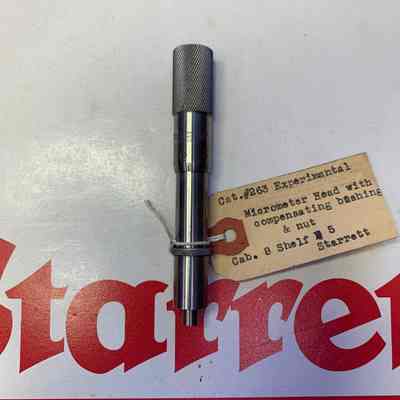 Cat.#263 Experimental
Micrometer Head with
compensating bushing
& nut
Cab. 8 Shelf 5
Starrett
Starrett